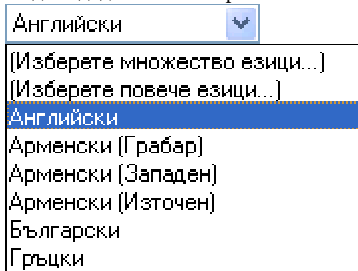 Английски
(Изберете множество езици...)
(Изберете повече езици...)
Английски
Арменски (Грабар)
Арменски (Западен)
Арменски (Източен)
Български
Гръцки